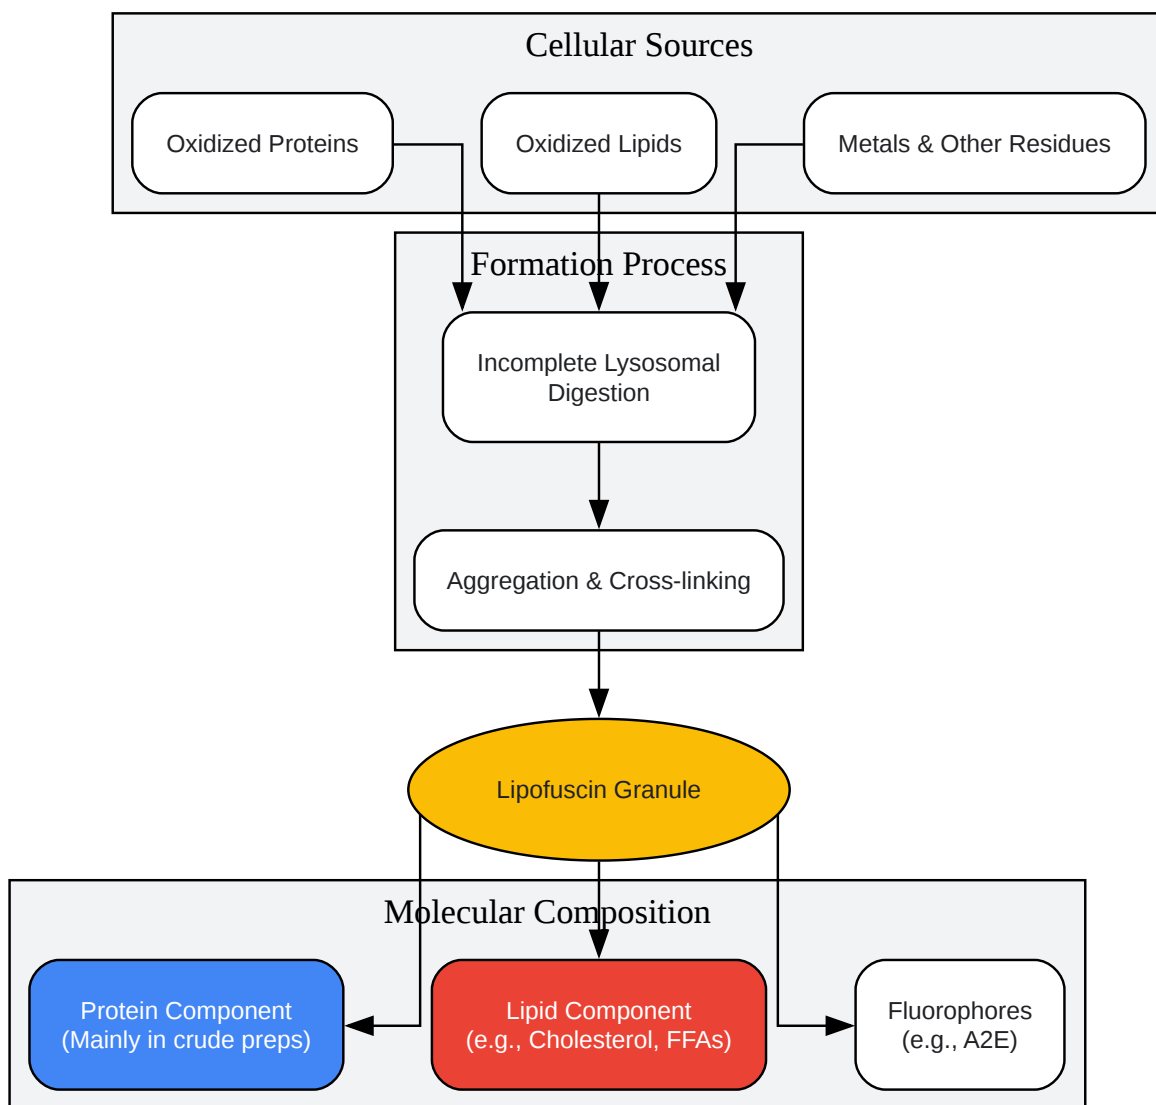 Cellular Sources
Oxidized Proteins
Oxidized Lipids
Metals & Other Residues
Formation Process
Incomplete Lysosomal
Digestion
Aggregation & Cross-linking
Lipofuscin Granule
Molecular Composition
Protein Component
(Mainly in crude preps)
Lipid Component
(e.g., Cholesterol, FFAs)
Fluorophores
(e.g., A2E)